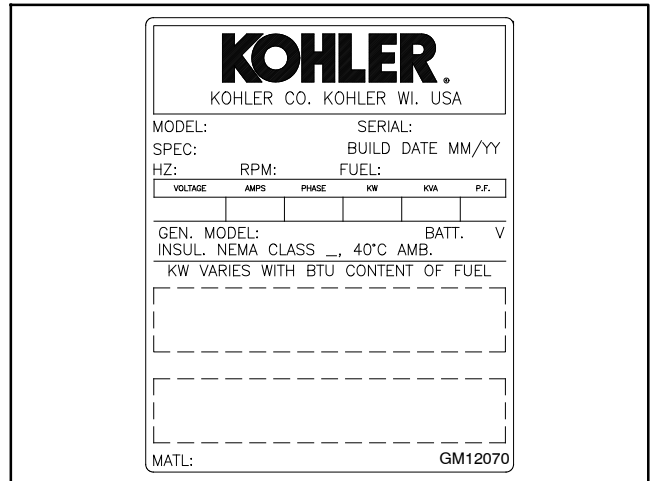 KOHLER®
KOHLER CO. KOHLER WI. USA
MODEL: SERIAL:
SPEC: BUILD DATE MM/YY
HZ: RPM: FUEL:
VOLTAGE AMPS PHASE KW KVA P.F.
GEN. MODEL: BATT. V
INSUL. NEMA CLASS _, 40°C AMB.
KW VARIES WITH BTU CONTENT OF FUEL
MATL: GM12070